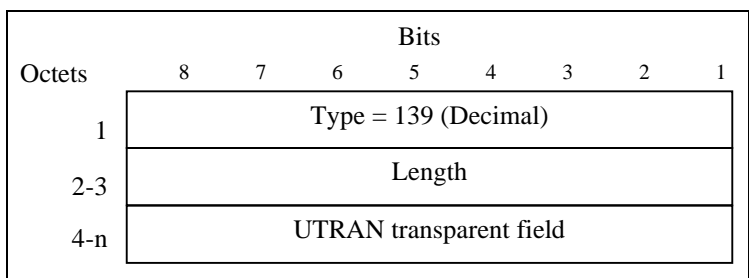 Bits
Octets 8 7 6 5 4 3 2 1
1 Type = 139 (Decimal)
2-3 Length
4-n UTRAN transparent field